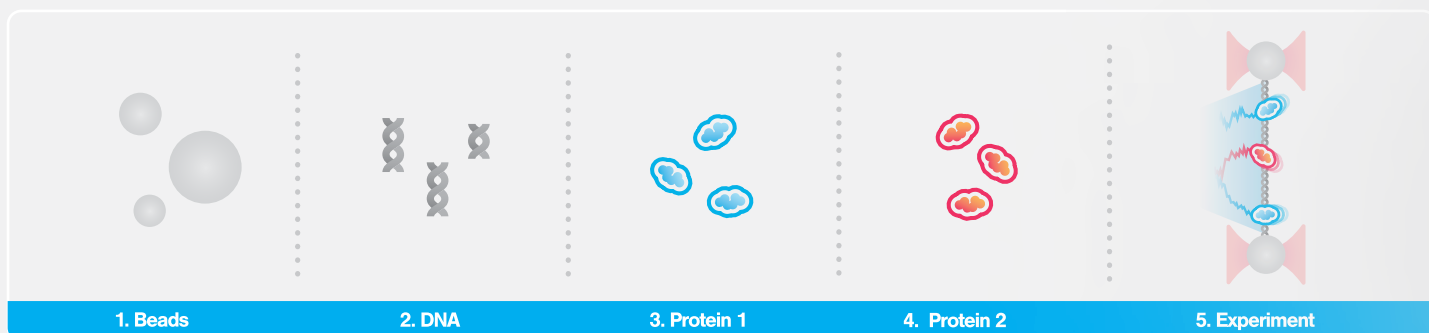 1. Beads
2. DNA
3. Protein 1
4. Protein 2
5. Experiment